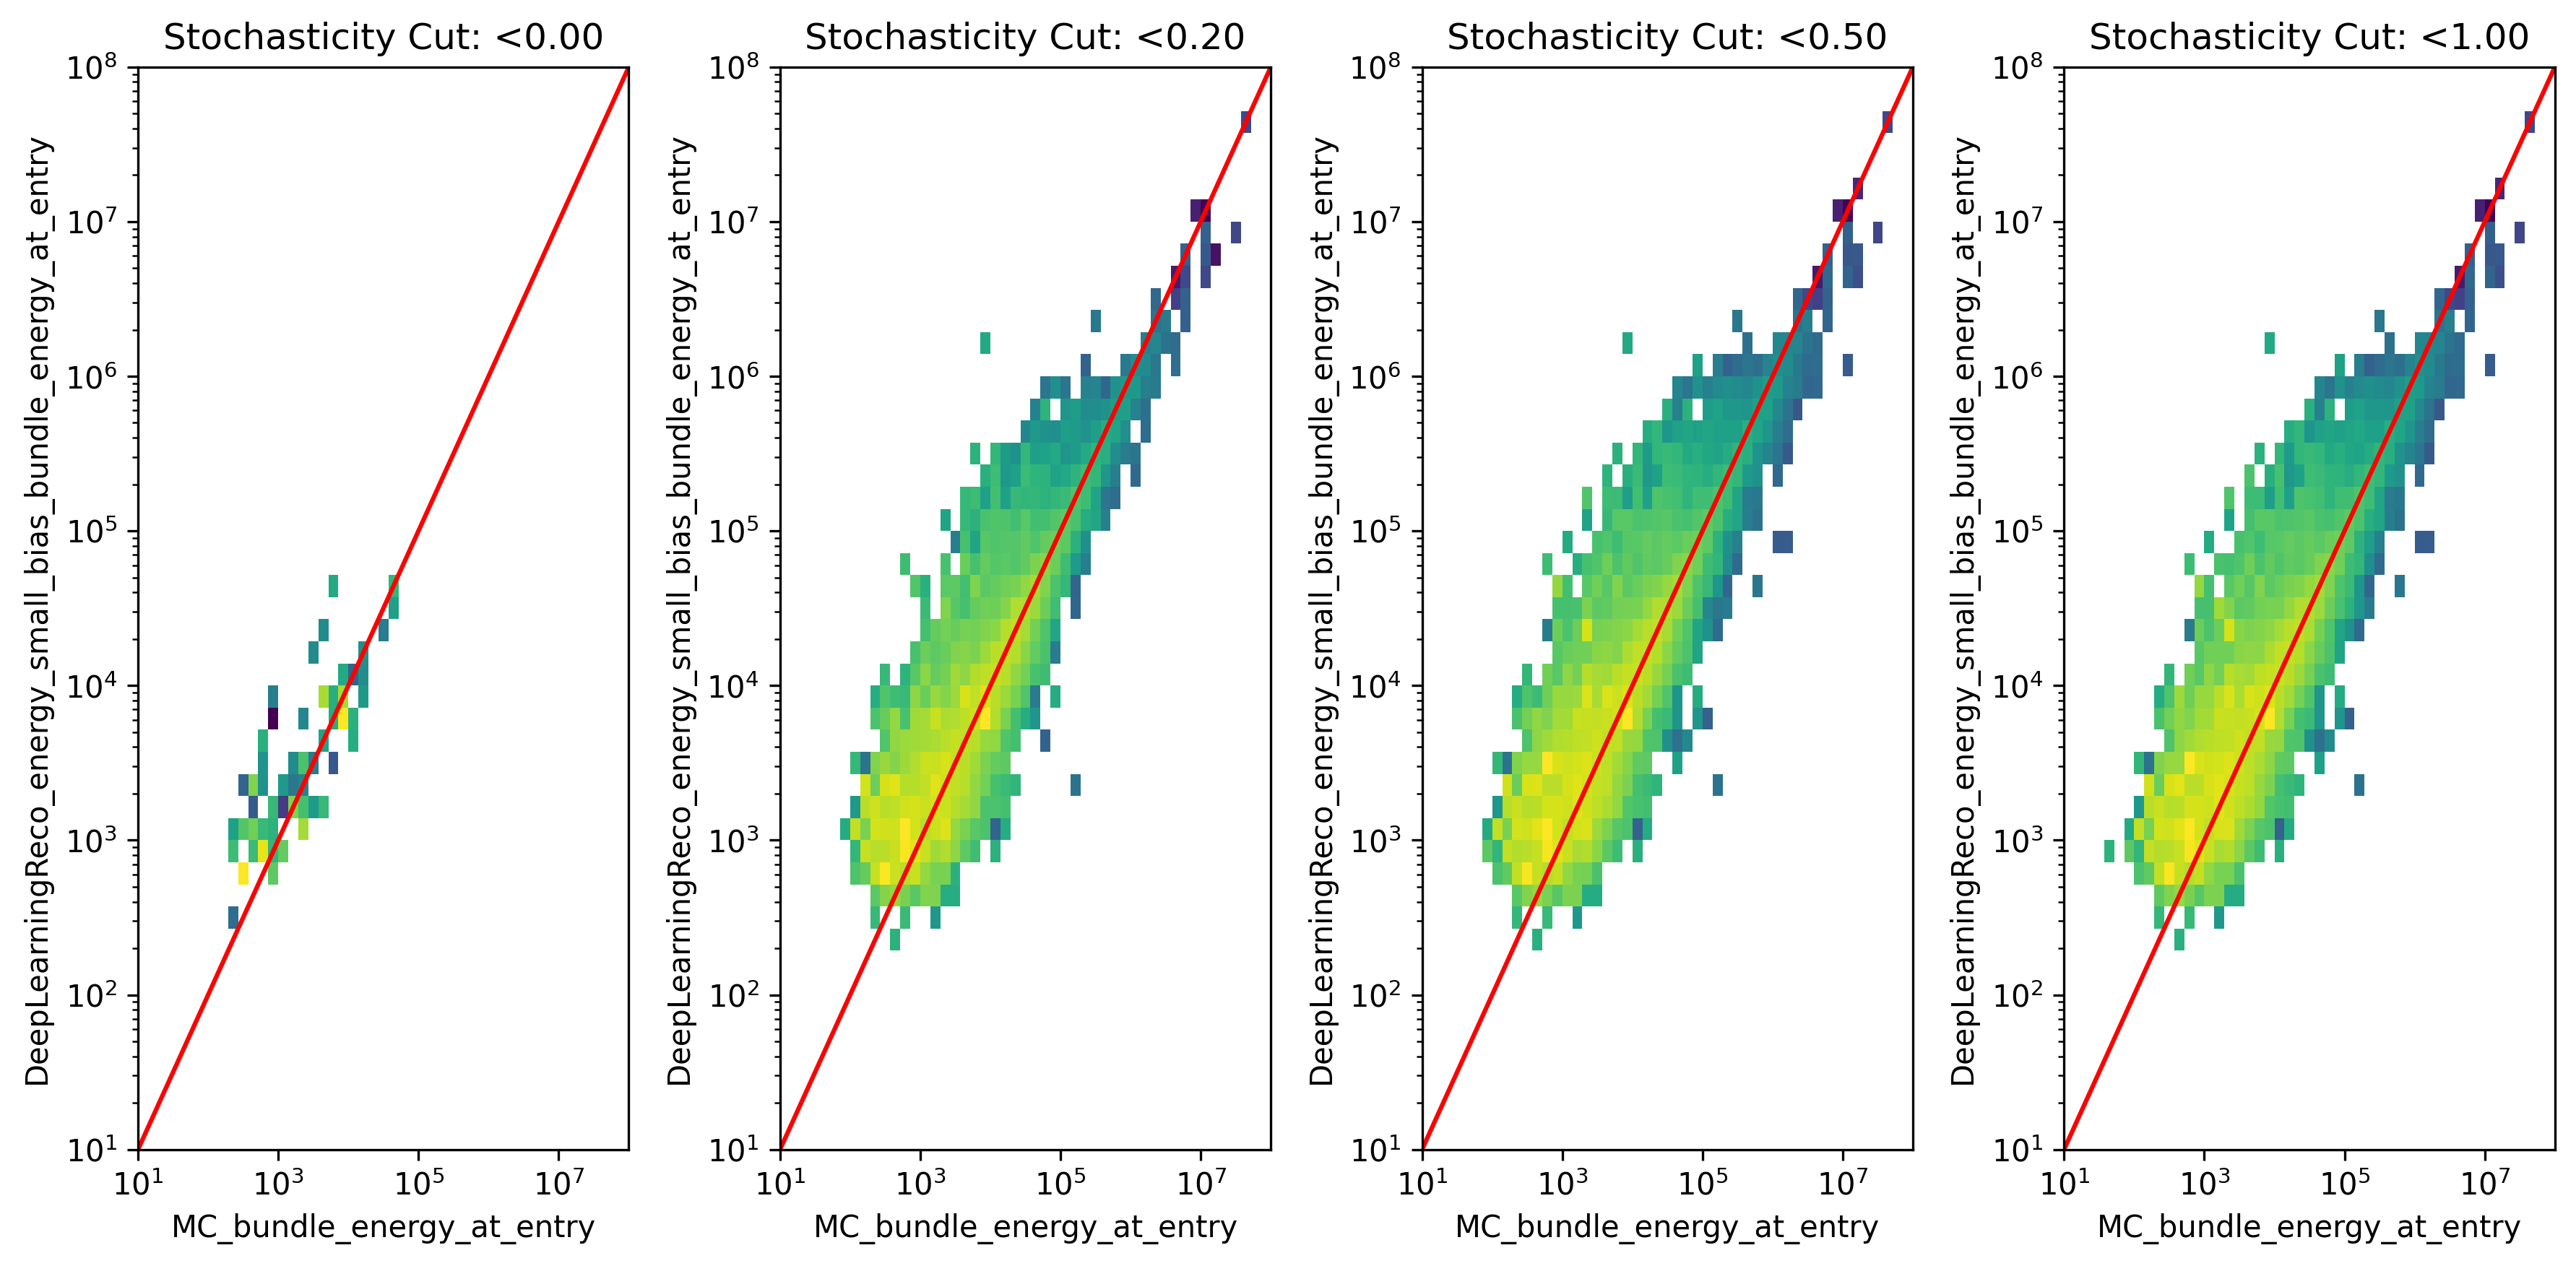 Stochasticity Cut: <0.00
DeepLearningReco_energy_small_bias_bundle_energy_at_entry
10⁸
10⁷
10⁶
10⁵
10⁴
10³
10²
10¹
10¹ 10³ 10⁵ 10⁷
MC_bundle_energy_at_entry
Stochasticity Cut: <0.20
DeepLearningReco_energy_small_bias_bundle_energy_at_entry
10⁸
10⁷
10⁶
10⁵
10⁴
10³
10²
10¹
10¹ 10³ 10⁵ 10⁷
MC_bundle_energy_at_entry
Stochasticity Cut: <0.50
DeepLearningReco_energy_small_bias_bundle_energy_at_entry
10⁸
10⁷
10⁶
10⁵
10⁴
10³
10²
10¹
10¹ 10³ 10⁵ 10⁷
MC_bundle_energy_at_entry
Stochasticity Cut: <1.00
DeepLearningReco_energy_small_bias_bundle_energy_at_entry
10⁸
10⁷
10⁶
10⁵
10⁴
10³
10²
10¹
10¹ 10³ 10⁵ 10⁷
MC_bundle_energy_at_entry